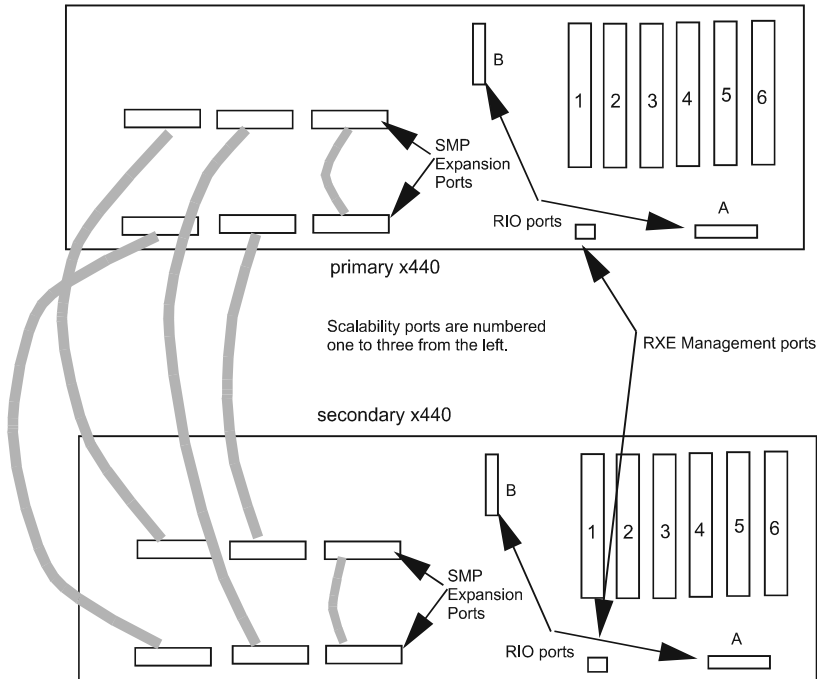 B
1 2 3 4 5 6
SMP
Expansion
Ports
A
RIO ports
primary x440
Scalability ports are numbered
one to three from the left.
RXE Management ports
secondary x440
B
1 2 3 4 5 6
SMP
Expansion
Ports
A
RIO ports